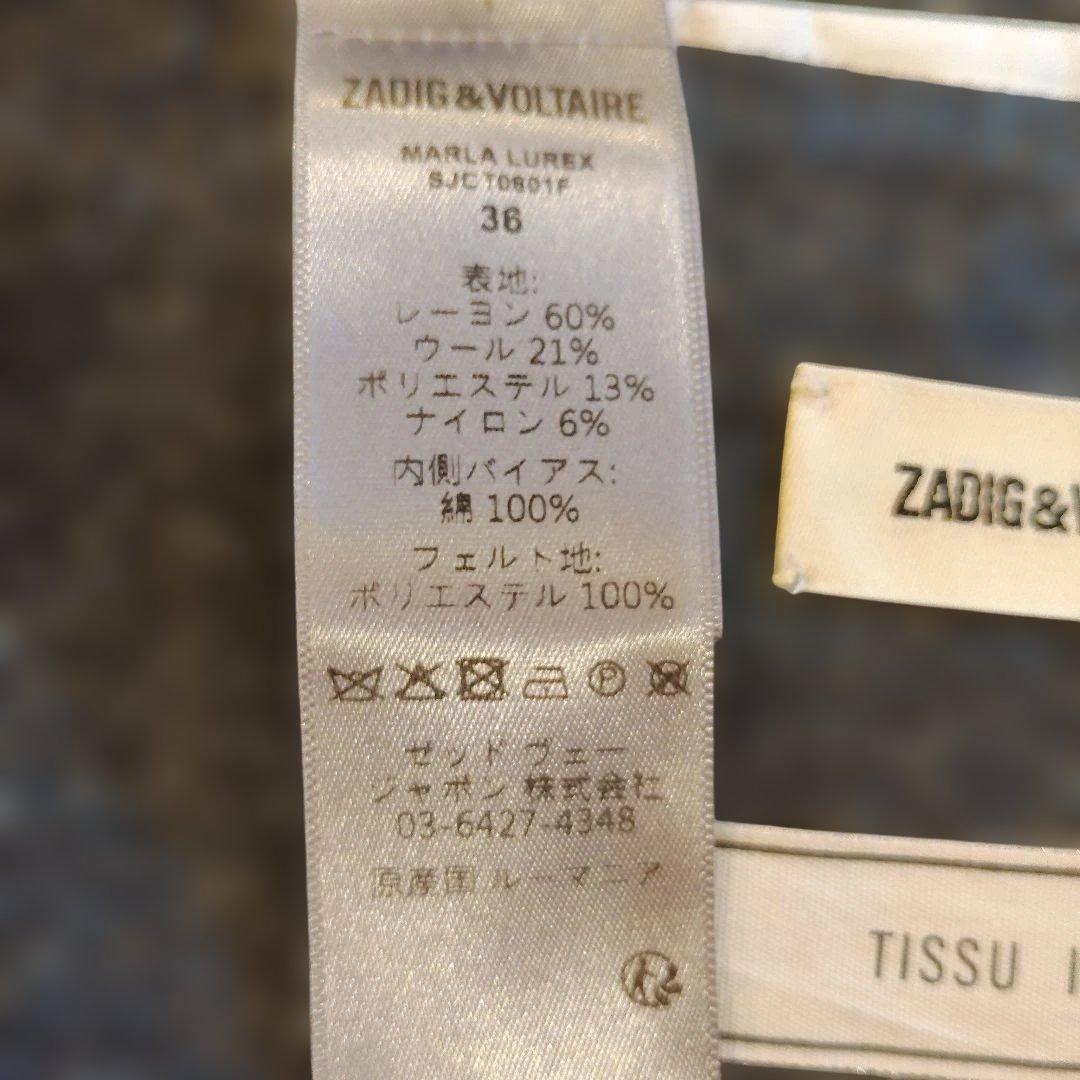 ZADIG&VOLTAIRE
MARLA LUREX
SJCT0801F
36
表地:
レーヨン 60%
ウール 21%
ポリエステル 13%
ナイロン 6%
内側バイアス:
綿 100%
フェルト地:
ポリエステル 100%
ゼッド ヴェー
ジャポン 株式会社
03-6427-4348
原産国 ルーマニア
ZADIG&
TISSU